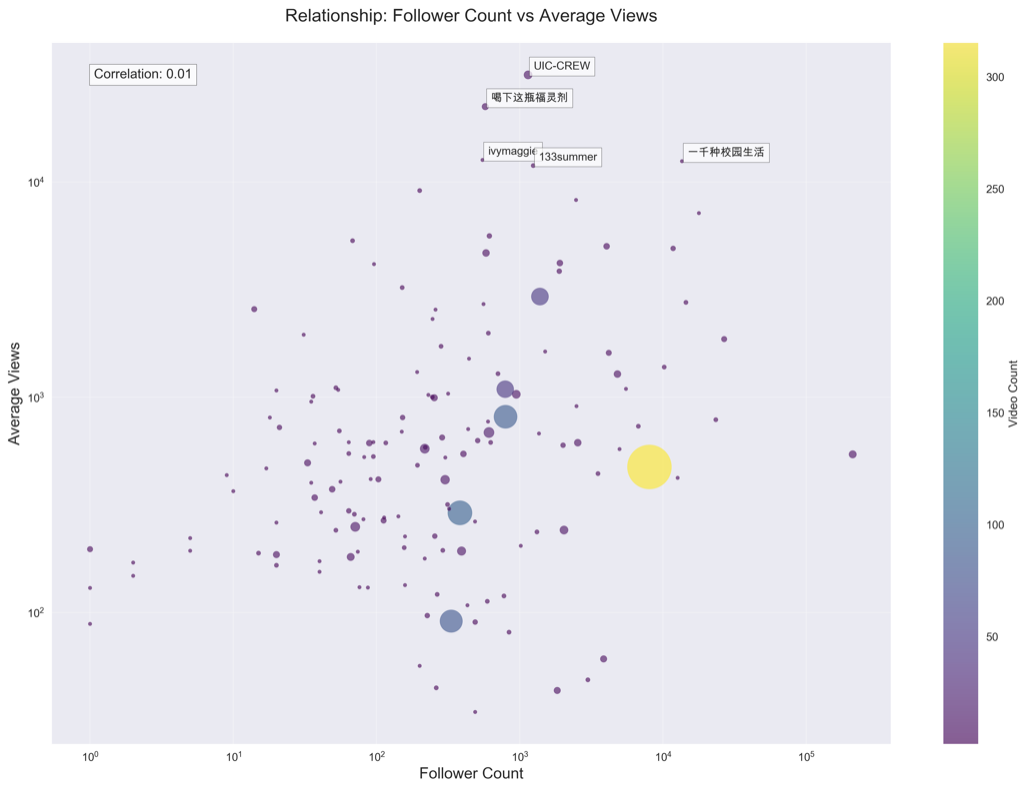 Relationship: Follower Count vs Average Views
Correlation: 0.01
UIC-CREW
喝下这瓶福灵剂
ivymaggie
133summer
一千种校园生活
Average Views
10⁴
10³
10²
10⁰
10¹
10²
10³
10⁴
10⁵
Follower Count
300
250
200
150
100
50
Video Count